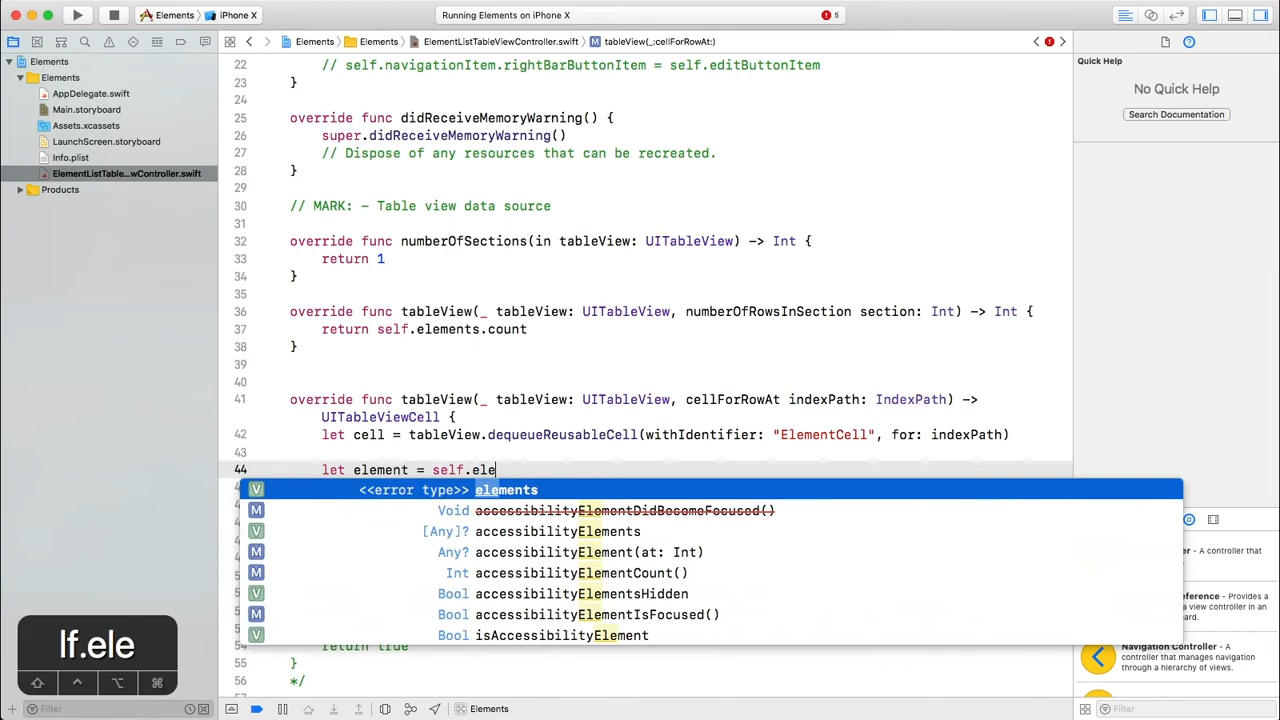 Elements
iPhone X
Running Elements on iPhone X
5
Elements
Elements
ElementListTableViewController.swift
M
tableView(_:cellForRowAt:)
Elements
Elements
AppDelegate.swift
Main.storyboard
Assets.xcassets
LaunchScreen.storyboard
Info.plist
ElementListTable...wController.swift
Products
22 // self.navigationItem.rightBarButtonItem = self.editButtonItem
23 }
24
25 override func didReceiveMemoryWarning() {
26 super.didReceiveMemoryWarning()
27 // Dispose of any resources that can be recreated.
28 }
29
30 // MARK: - Table view data source
31
32 override func numberOfSections(in tableView: UITableView) -> Int {
33 return 1
34 }
35
36 override func tableView(_ tableView: UITableView, numberOfRowsInSection section: Int) -> Int {
37 return self.elements.count
38 }
39
40
41 override func tableView(_ tableView: UITableView, cellForRowAt indexPath: IndexPath) ->
UITableViewCell {
42 let cell = tableView.dequeueReusableCell(withIdentifier: "ElementCell", for: indexPath)
43
44 let element = self.ele
V <<error type>> elements
M Void accessibilityElementDidBecomeFocused()
V [Any]? accessibilityElements
M Any? accessibilityElement(at: Int)
M Int accessibilityElementCount()
V Bool accessibilityElementsHidden
M Bool accessibilityElementIsFocused()
V Bool isAccessibilityElement
54 return true
55 }
56 */
57
lf.ele
Filter
Elements
Quick Help
No Quick Help
Search Documentation
- A controller that
- Provides a
Navigation Controller - A
controller that manages navigation
through a hierarchy of views.
Filter